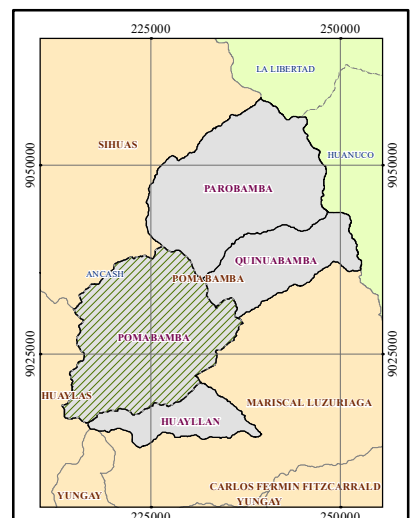 225000 250000
LA LIBERTAD
SIHUAS
HUANUCO
9050000 9050000
PAROBAMBA
QUINUABAMBA
ANCASH
POMABAMBA
POMABAMBA
9025000 9025000
HUAYLAS
MARISCAL LUZURIAGA
HUAYLLAN
CARLOS FERMIN FITZCARRALD
YUNGAY
YUNGAY
225000 250000